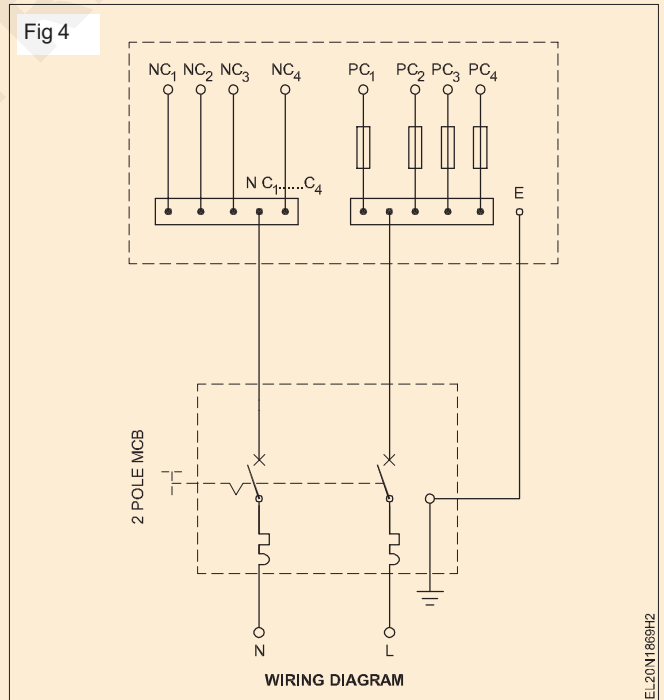 Fig 4
NC1 NC2 NC3 NC4 PC1 PC2 PC3 PC4
N C1......C4
E
2 POLE MCB
N L
WIRING DIAGRAM
EL20N1869H2